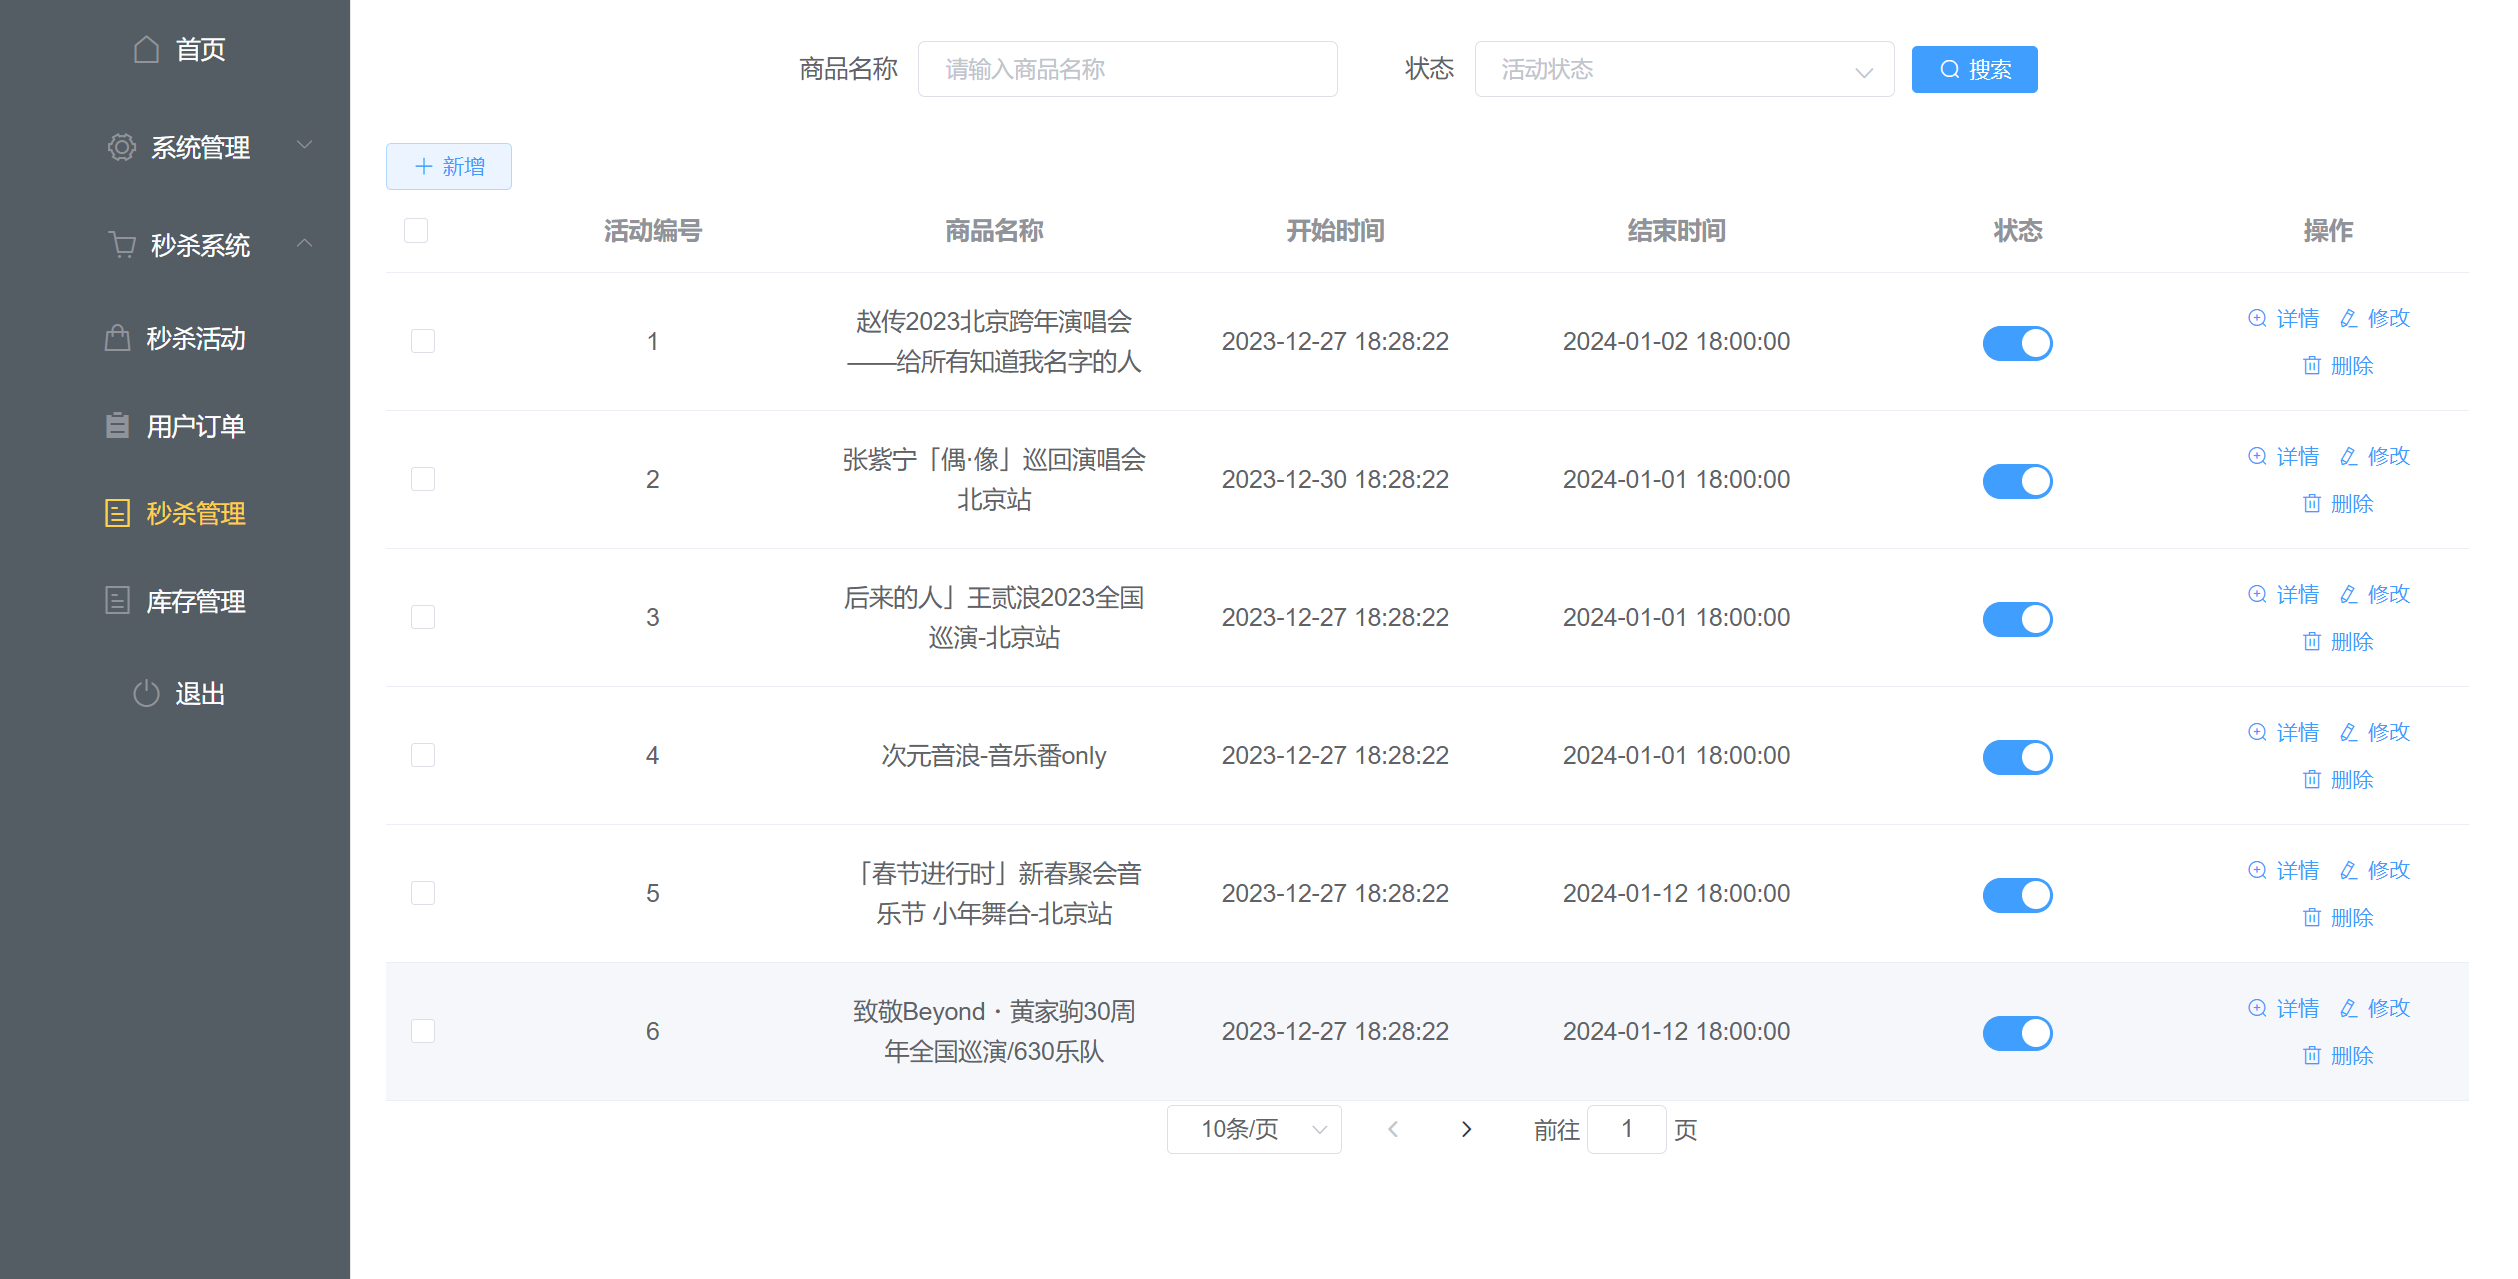 首页
系统管理
秒杀系统
秒杀活动
用户订单
秒杀管理
库存管理
退出
商品名称 请输入商品名称 状态 活动状态 搜索
新增
活动编号 商品名称 开始时间 结束时间 状态 操作
1 赵传2023北京跨年演唱会
——给所有知道我名字的人 2023-12-27 18:28:22 2024-01-02 18:00:00 详情 修改
删除
2 张紫宁「偶·像」巡回演唱会
北京站 2023-12-30 18:28:22 2024-01-01 18:00:00 详情 修改
删除
3 后来的人」王贰浪2023全国
巡演-北京站 2023-12-27 18:28:22 2024-01-01 18:00:00 详情 修改
删除
4 次元音浪-音乐番only 2023-12-27 18:28:22 2024-01-01 18:00:00 详情 修改
删除
5 「春节进行时」新春聚会音
乐节 小年舞台-北京站 2023-12-27 18:28:22 2024-01-12 18:00:00 详情 修改
删除
6 致敬Beyond · 黄家驹30周
年全国巡演/630乐队 2023-12-27 18:28:22 2024-01-12 18:00:00 详情 修改
删除
10条/页 前往 1 页